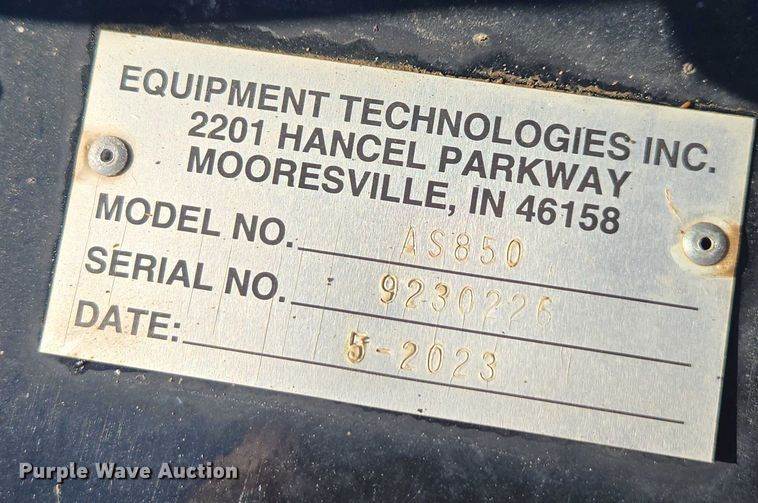 EQUIPMENT TECHNOLOGIES INC.
2201 HANCEL PARKWAY
MOORESVILLE, IN 46158
MODEL NO. AS850
SERIAL NO. 9230226
DATE: 5-2023
Purple Wave Auction